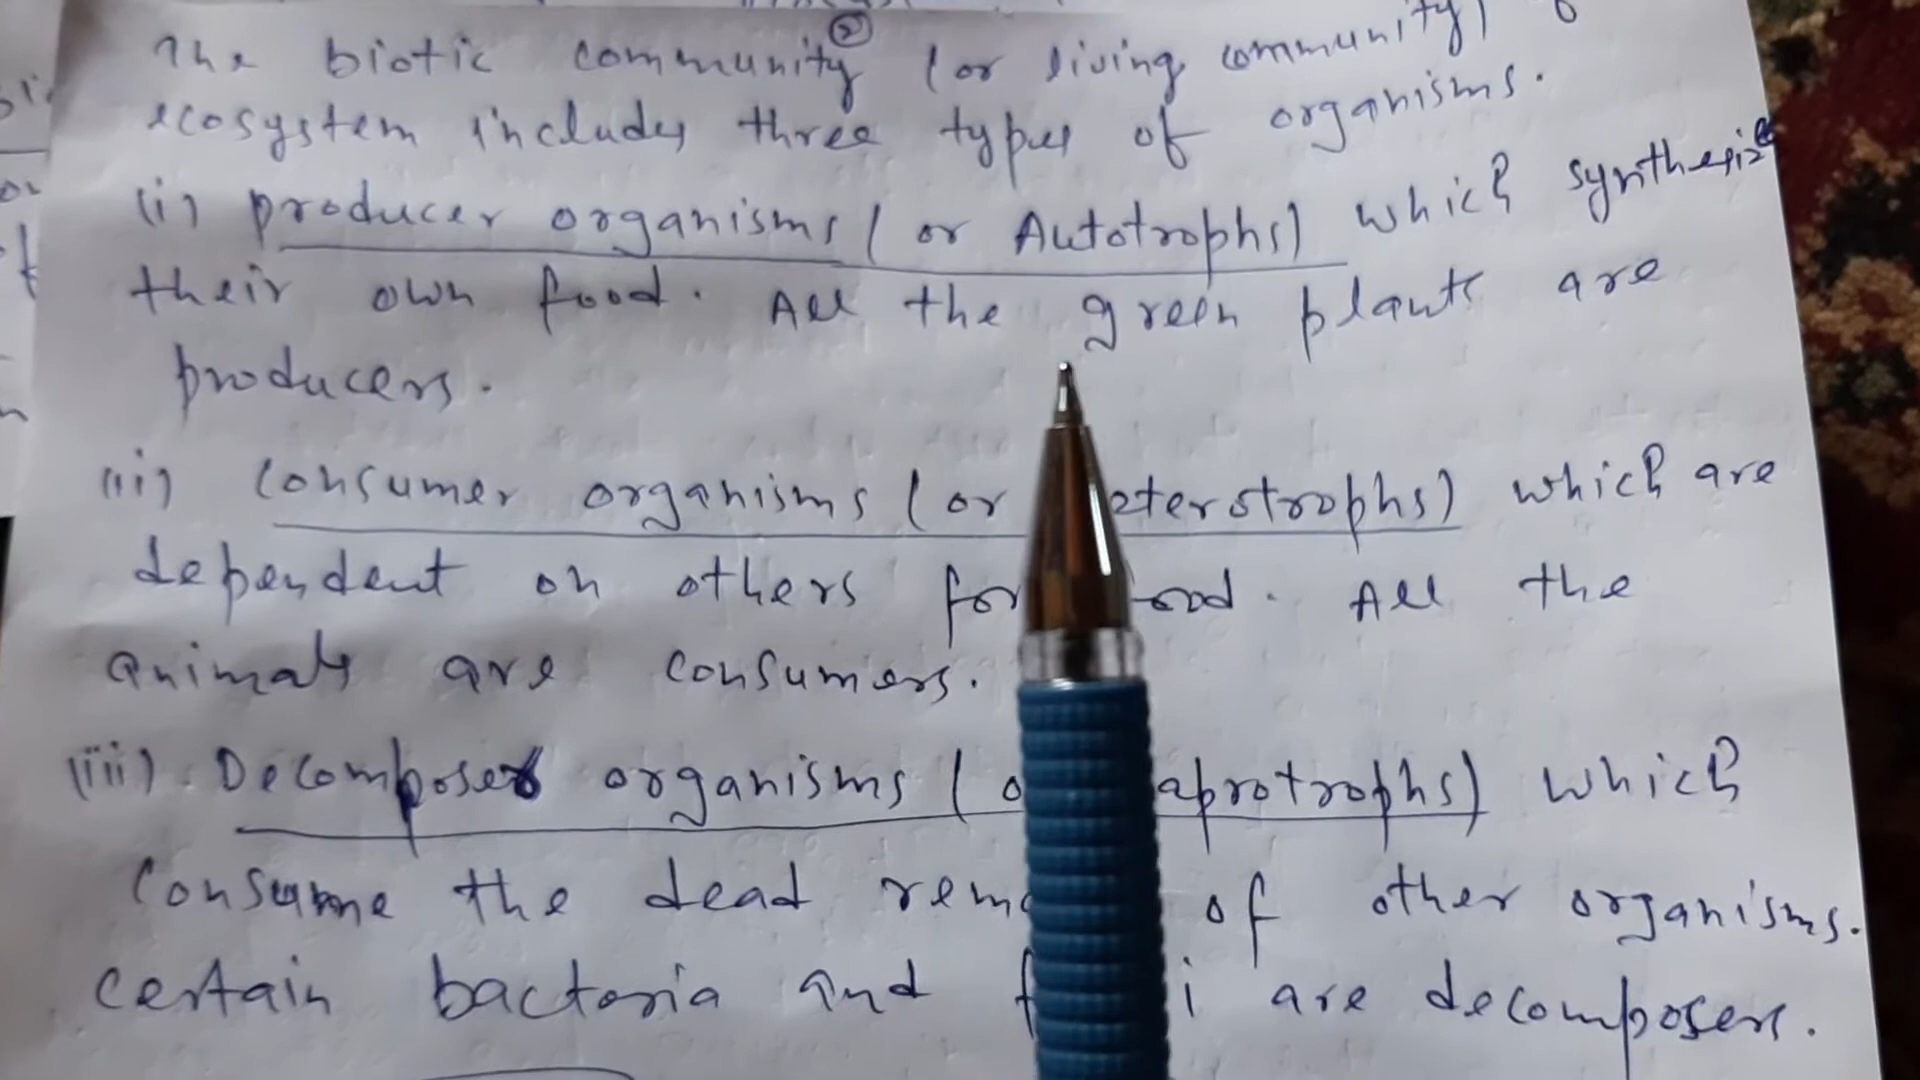 ②
The biotic community (or living community)
ecosystem includes three types of organisms.
(i) producer organisms (or Autotrophs) which synthesize
their own food. All the green plants are
producers.
(ii) Consumer organisms (or eterotrophs) which are
dependent on others for ood. All the
animals are consumers.
(iii). Decomposer organisms (o aprotrophs) which
Consume the dead rema of other organisms.
certain bacteria and f i are decomposers.